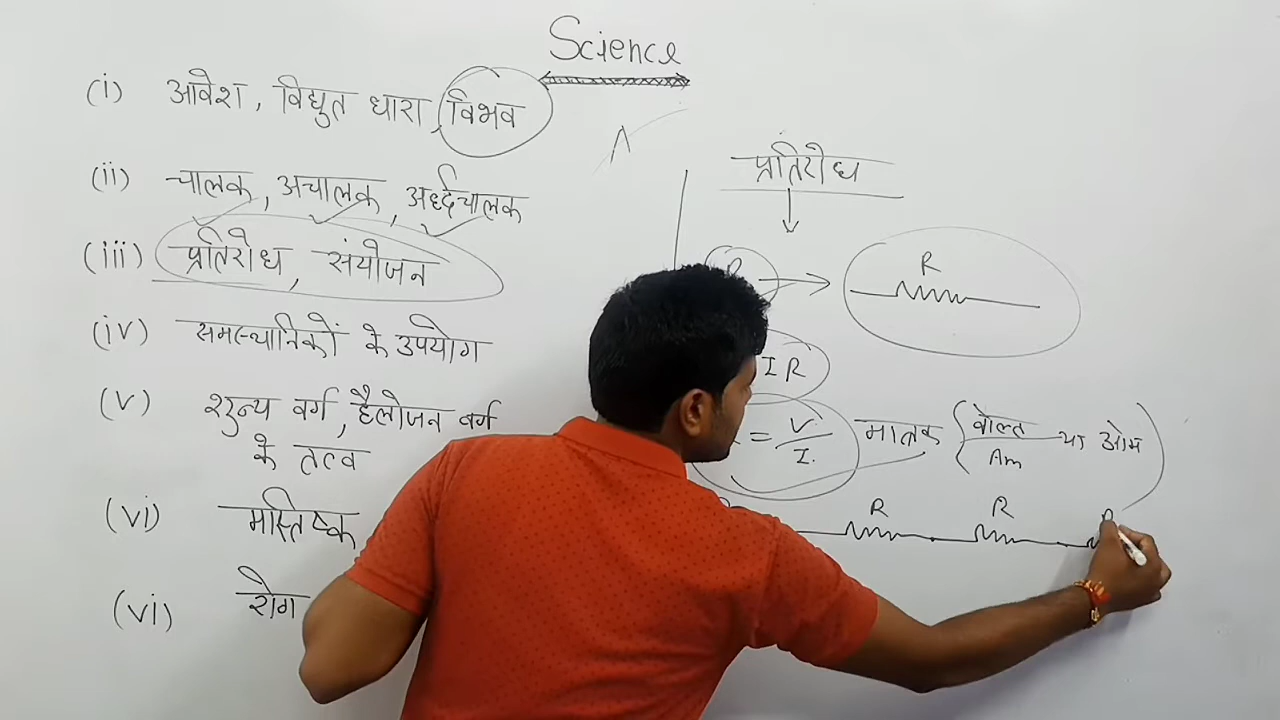 Science
(i) आवेश, विद्युत धारा, विभव
(ii) चालक, अचालक, अर्ध्दचालक
(iii) प्रतिरोध, संयोजन
(iv) समस्थानिकों के उपयोग
(v) शुन्य वर्ग, हैलोजन वर्ग
के तत्व
(vi) मस्तिष्क
(vi) रोग
प्रतिरोध
R
IR
= V/I. मात्रक {वोल्ट/Am या ओम
R R